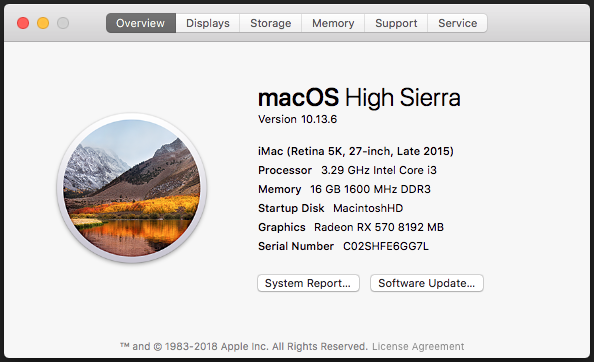 Overview Displays Storage Memory Support Service
macOS High Sierra
Version 10.13.6
iMac (Retina 5K, 27-inch, Late 2015)
Processor 3.29 GHz Intel Core i3
Memory 16 GB 1600 MHz DDR3
Startup Disk MacintoshHD
Graphics Radeon RX 570 8192 MB
Serial Number C02SHFE6GG7L
System Report... Software Update...
™ and © 1983-2018 Apple Inc. All Rights Reserved. License Agreement